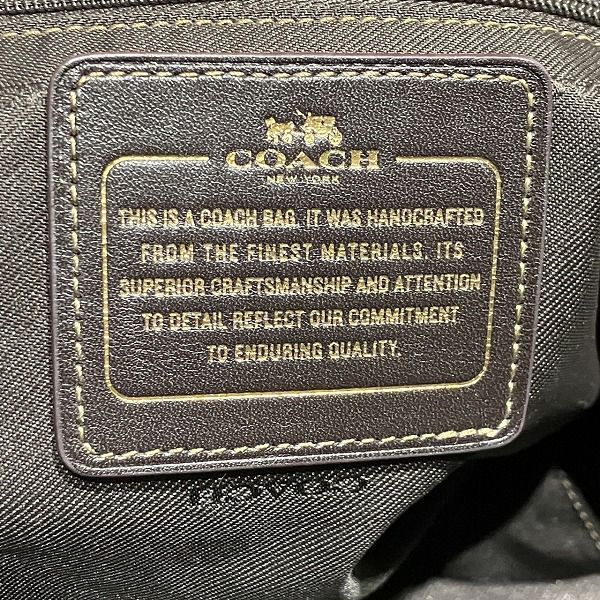 COACH
NEW YORK
THIS IS A COACH BAG. IT WAS HANDCRAFTED
FROM THE FINEST MATERIALS. ITS
SUPERIOR CRAFTSMANSHIP AND ATTENTION
TO DETAIL REFLECT OUR COMMITMENT
TO ENDURING QUALITY.